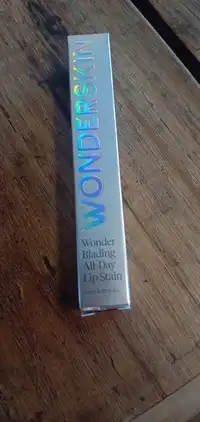 WONDERSKIN
Wonder
Blading
All Day
Lip Stain